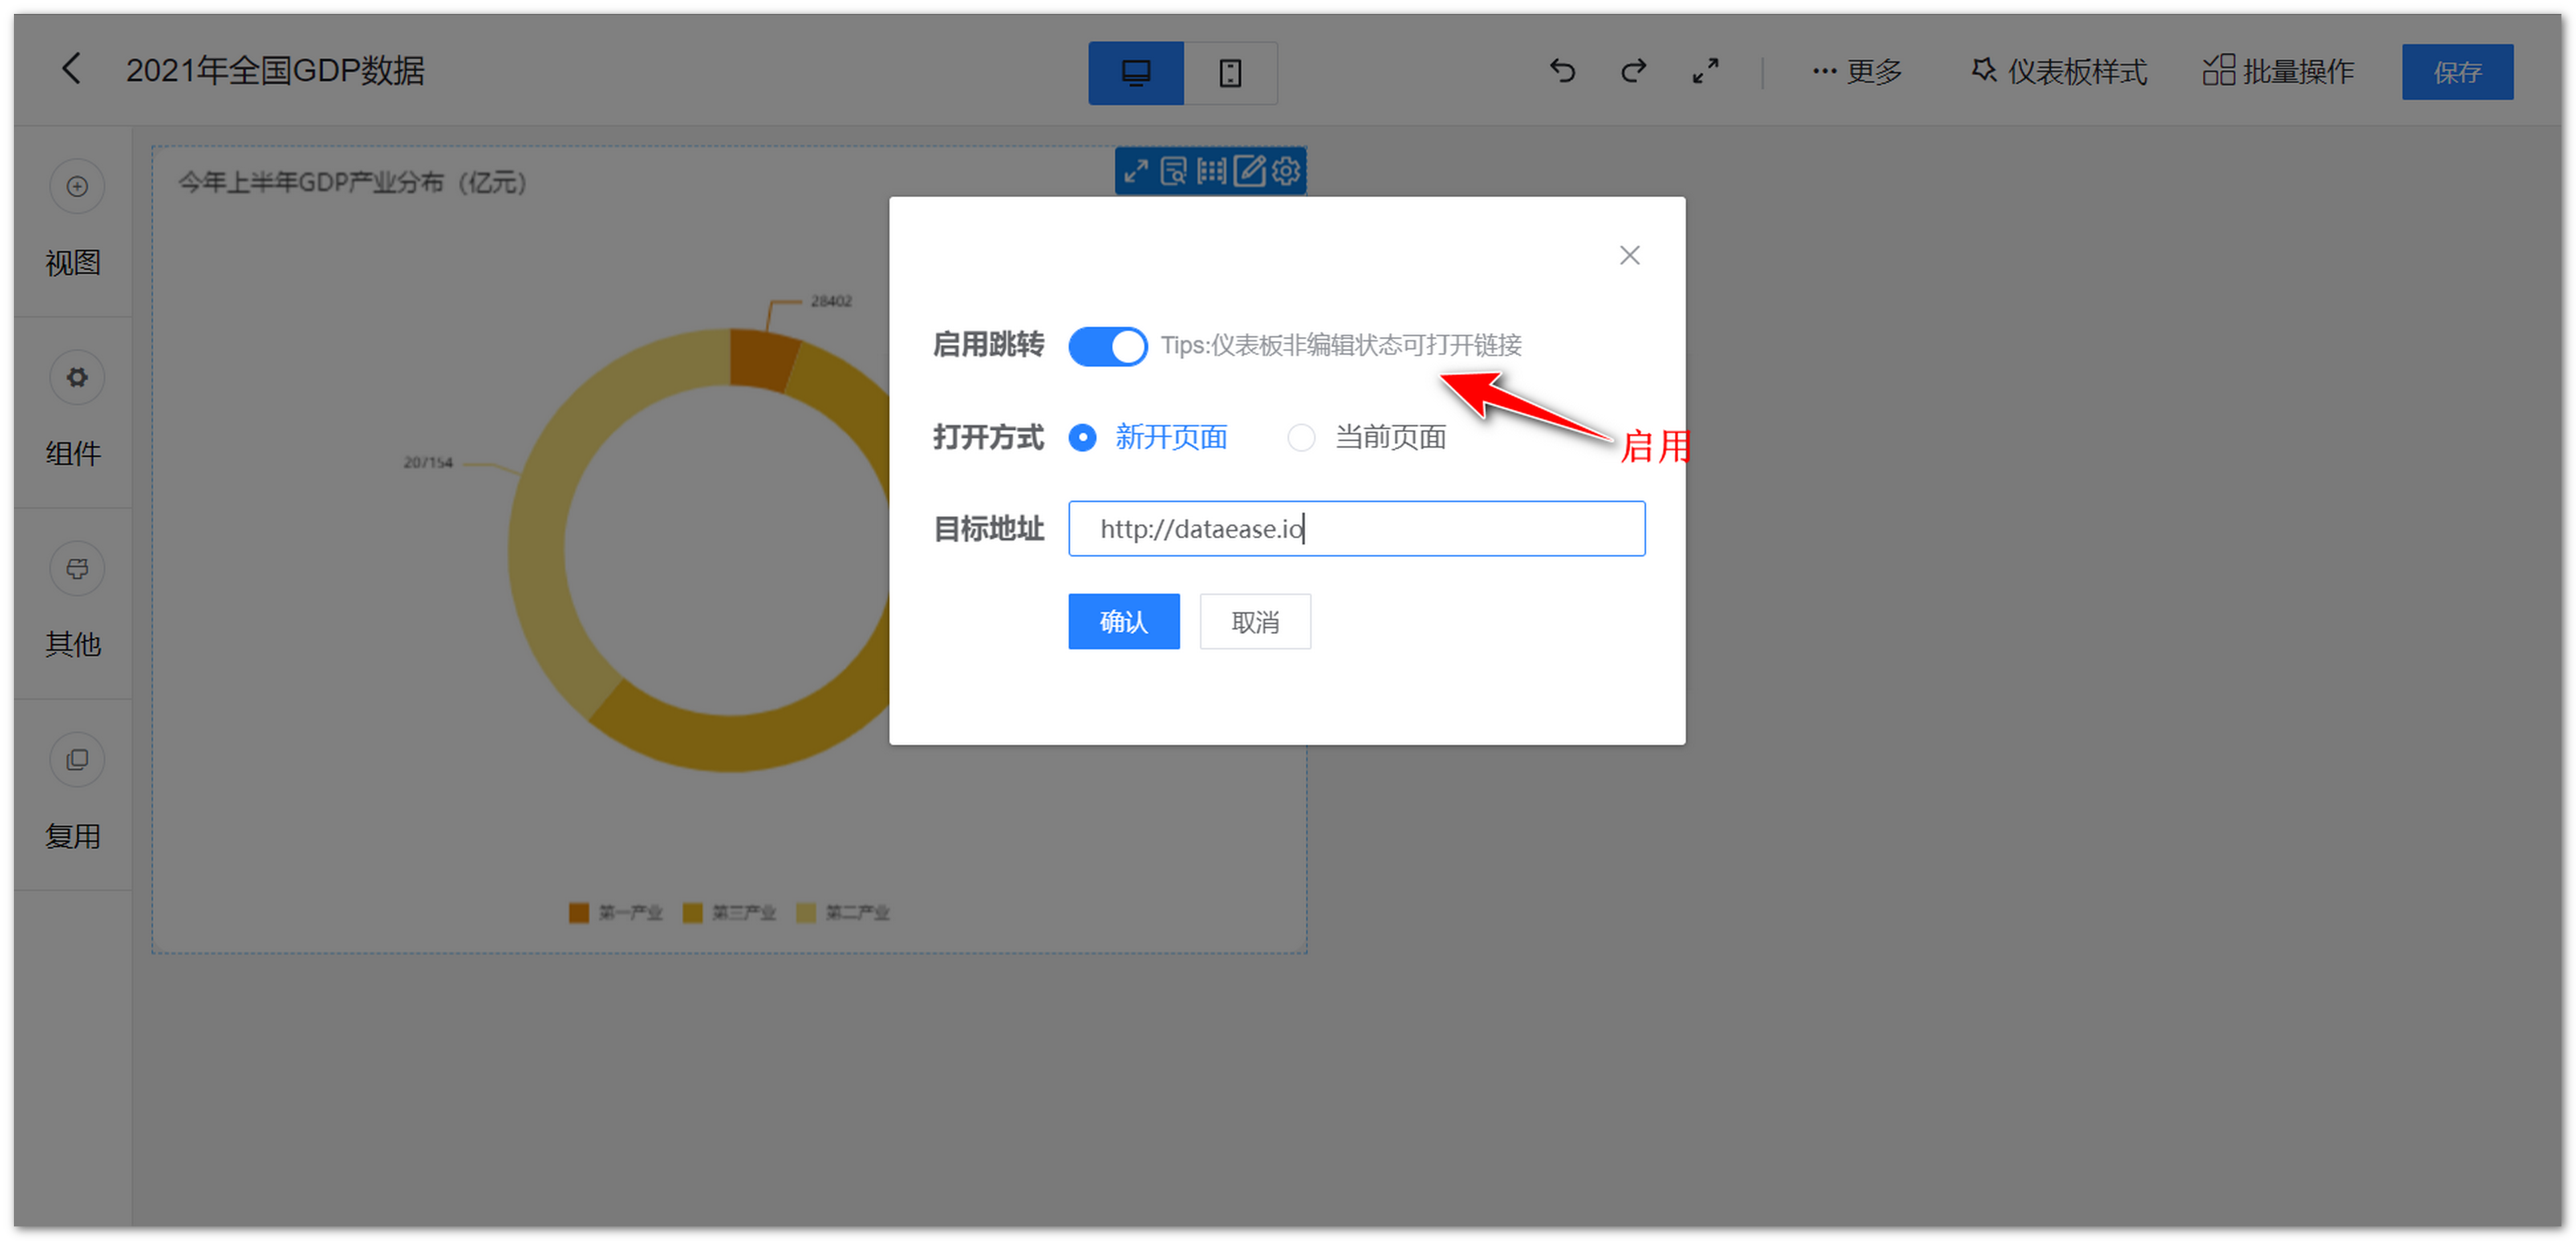 2021年全国GDP数据
更多
仪表板样式
批量操作
保存
视图
组件
其他
复用
今年上半年GDP产业分布（亿元）
28402
207154
第一产业
第三产业
第二产业
启用跳转
Tips:仪表板非编辑状态可打开链接
打开方式
新开页面
当前页面
启用
目标地址
http://dataease.io
确认
取消